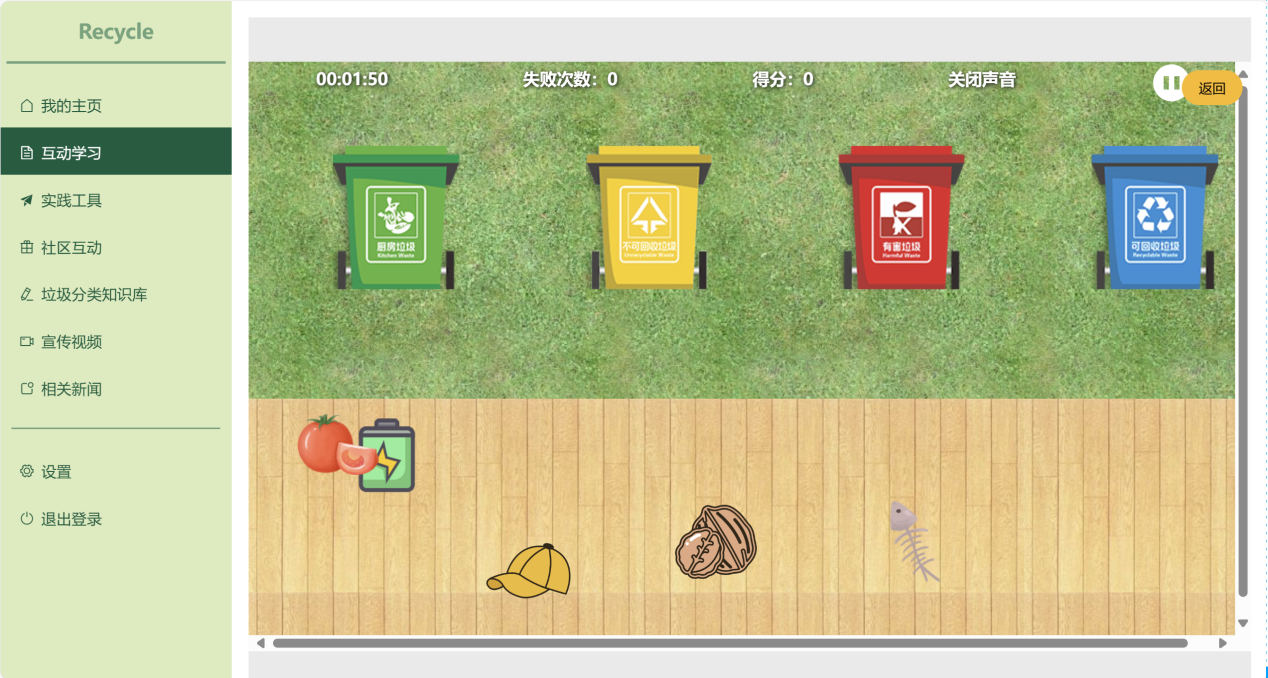 Recycle
我的主页
互动学习
实践工具
社区互动
垃圾分类知识库
宣传视频
相关新闻
设置
退出登录
00:01:50
失败次数：0
得分：0
关闭声音
返回
厨房垃圾
Kitchen Waste
不可回收垃圾
Unrecyclable Waste
有害垃圾
Harmful Waste
可回收垃圾
Recyclable Waste